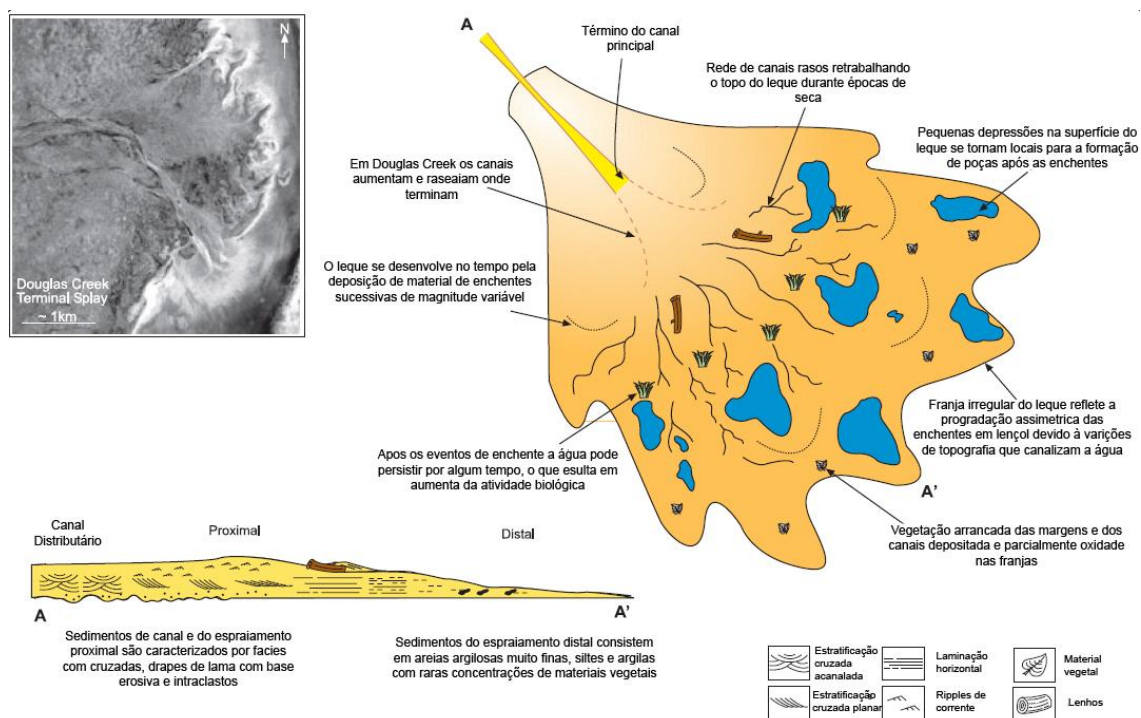 N
Douglas Creek
Terminal Splay
~ 1km
A
Término do canal
principal
Rede de canais rasos retrabalhando
o topo do leque durante épocas de
seca
Pequenas depressões na superfície do
leque se tornam locais para a formação
de poças após as enchentes
Em Douglas Creek os canais
aumentam e raseaiam onde
terminam
O leque se desenvolve no tempo pela
deposição de material de enchentes
sucessivas de magnitude variável
Franja irregular do leque reflete a
progradação assimetrica das
enchentes em lençol devido à varições
de topografia que canalizam a água
Apos os eventos de enchente a água pode
persistir por algum tempo, o que esulta em
aumenta da atividade biológica
A'
Vegetação arrancada das margens e dos
canais depositada e parcialmente oxidade
nas franjas
Canal
Distributário
Proximal
Distal
A
A'
Sedimentos de canal e do espraiamento
proximal são caracterizados por facies
com cruzadas, drapes de lama com base
erosiva e intraclastos
Sedimentos do espraiamento distal consistem
em areias argilosas muito finas, siltes e argilas
com raras concentrações de materiais vegetais
Estratificação
cruzada
acanalada
Laminação
horizontal
Material
vegetal
Estratificação
cruzada planar
Ripples de
corrente
Lenhos